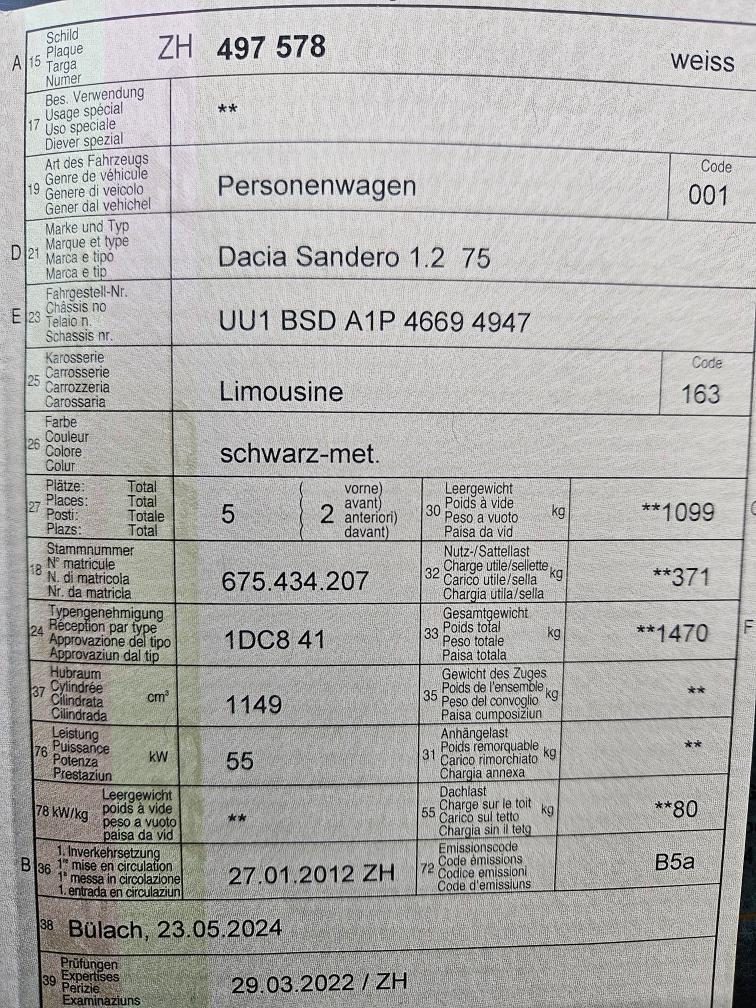 A 15 Schild
Plaque
Targa
Numer
ZH 497 578 weiss
17 Bes. Verwendung
Usage spécial
Uso speciale
Diever spezial
**
19 Art des Fahrzeugs
Genre de véhicule
Genere di veicolo
Gener dal vehichel
Personenwagen
Code
001
D 21 Marke und Typ
Marque et type
Marca e tipo
Marca e tip
Dacia Sandero 1.2 75
E 23 Fahrgestell-Nr.
Châssis no
Telaio n.
Schassis nr.
UU1 BSD A1P 4669 4947
25 Karosserie
Carrosserie
Carrozzeria
Carossaria
Limousine
Code
163
26 Farbe
Couleur
Colore
Colur
schwarz-met.
27 Plätze: Total
Places: Total
Posti: Totale
Plazs: Total
5 ( 2 vorne)
avant)
anteriori)
davant)
30 Leergewicht
Poids à vide
Peso a vuoto
Paisa da vid
kg
**1099
18 Stammnummer
N° matricule
N. di matricola
Nr. da matricla
675.434.207
32 Nutz-/Sattellast
Charge utile/sellette
Carico utile/sella
Chargia utila/sella
kg
**371
24 Typengenehmigung
Réception par type
Approvazione del tipo
Approvaziun dal tip
1DC8 41
33 Gesamtgewicht
Poids total
Peso totale
Paisa totala
kg
**1470
F
37 Hubraum
Cylindrée
Cilindrata
Cilindrada
cm³
1149
35 Gewicht des Zuges
Poids de l'ensemble
Peso del convoglio
Paisa cumposiziun
kg
**
76 Leistung
Puissance
Potenza
Prestaziun
kW
55
31 Anhängelast
Poids remorquable
Carico rimorchiato
Chargia annexa
kg
**
78 kW/kg Leergewicht
poids à vide
peso a vuoto
paisa da vid
**
55 Dachlast
Charge sur le toit
Carico sul tetto
Chargia sin il tetg
kg
**80
B 36 1. Inverkehrsetzung
1re mise en circulation
1a messa in circolazione
1. entrada en circulaziun
27.01.2012 ZH
72 Emissionscode
Code émissions
Codice emissioni
Code d'emissiuns
B5a
38 Bülach, 23.05.2024
39 Prüfungen
Expertises
Perizie
Examinaziuns
29.03.2022 / ZH